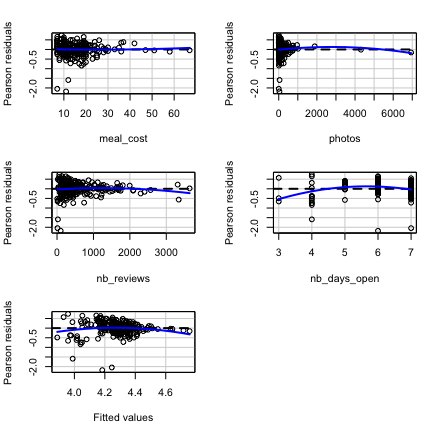 Pearson residuals
-2.0 -0.5
10 20 30 40 50 60
meal_cost
Pearson residuals
-2.0 -0.5
0 2000 4000 6000
photos
Pearson residuals
-2.0 -0.5
0 1000 2000 3000
nb_reviews
Pearson residuals
-2.0 -0.5
3 4 5 6 7
nb_days_open
Pearson residuals
-2.0 -0.5
4.0 4.2 4.4 4.6
Fitted values